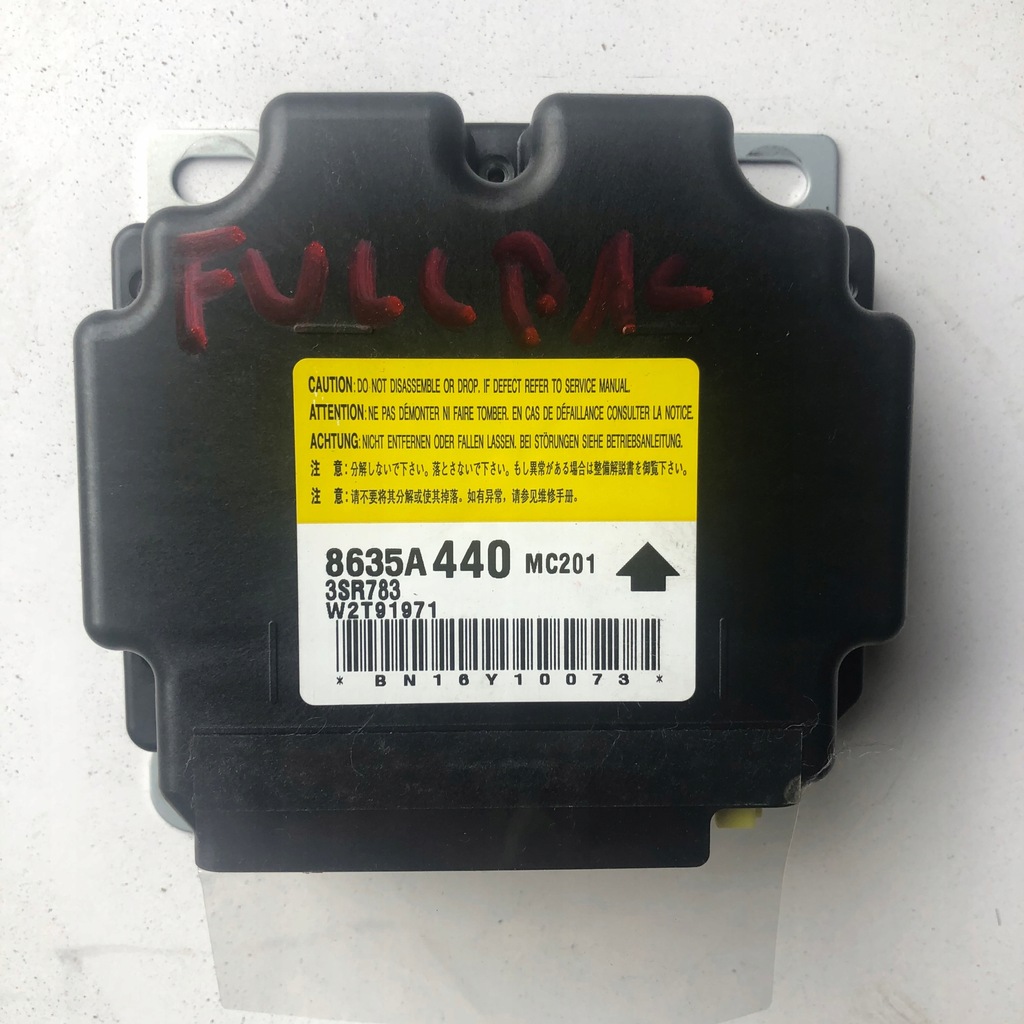 FULLPAC
CAUTION: DO NOT DISASSEMBLE OR DROP. IF DEFECT REFER TO SERVICE MANUAL.
ATTENTION: NE PAS DÉMONTER NI FAIRE TOMBER. EN CAS DE DÉFAILLANCE CONSULTER LA NOTICE.
ACHTUNG: NICHT ENTFERNEN ODER FALLEN LASSEN. BEI STÖRUNGEN SIEHE BETRIEBSANLEITUNG.
注 意:分解しないで下さい。落とさないで下さい。もし異常がある場合は整備解説書を御覧下さい。
注 意:请不要将其分解或使其掉落。如有异常,请参见维修手册。
8635A 440 MC201
3SR783
W2T91971
* BN16Y10073 *